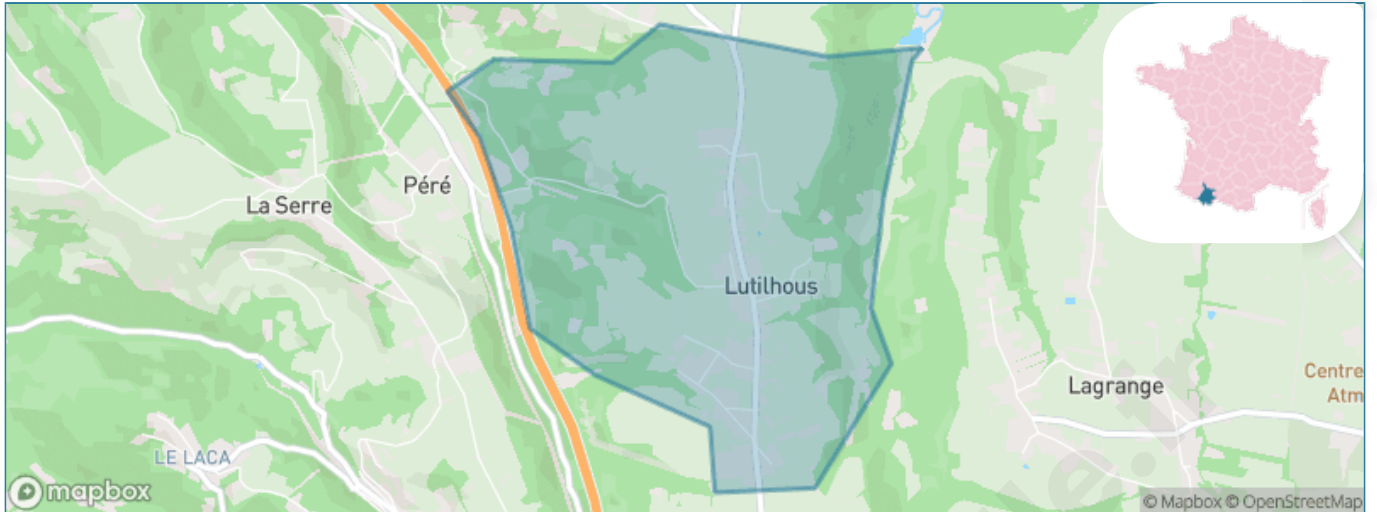 Péré
La Serre
Lutilhous
Lagrange
Centre
Atm
LE LACA
mapbox
© Mapbox © OpenStreetMap